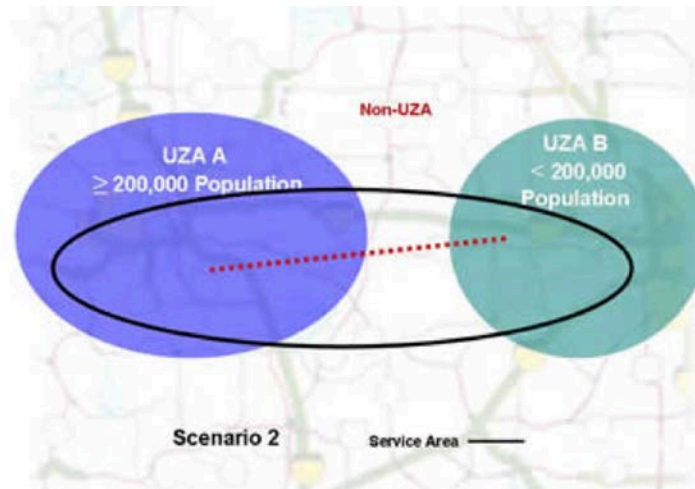 Non-UZA
UZA A
≥ 200,000 Population
UZA B
< 200,000
Population
Scenario 2
Service Area